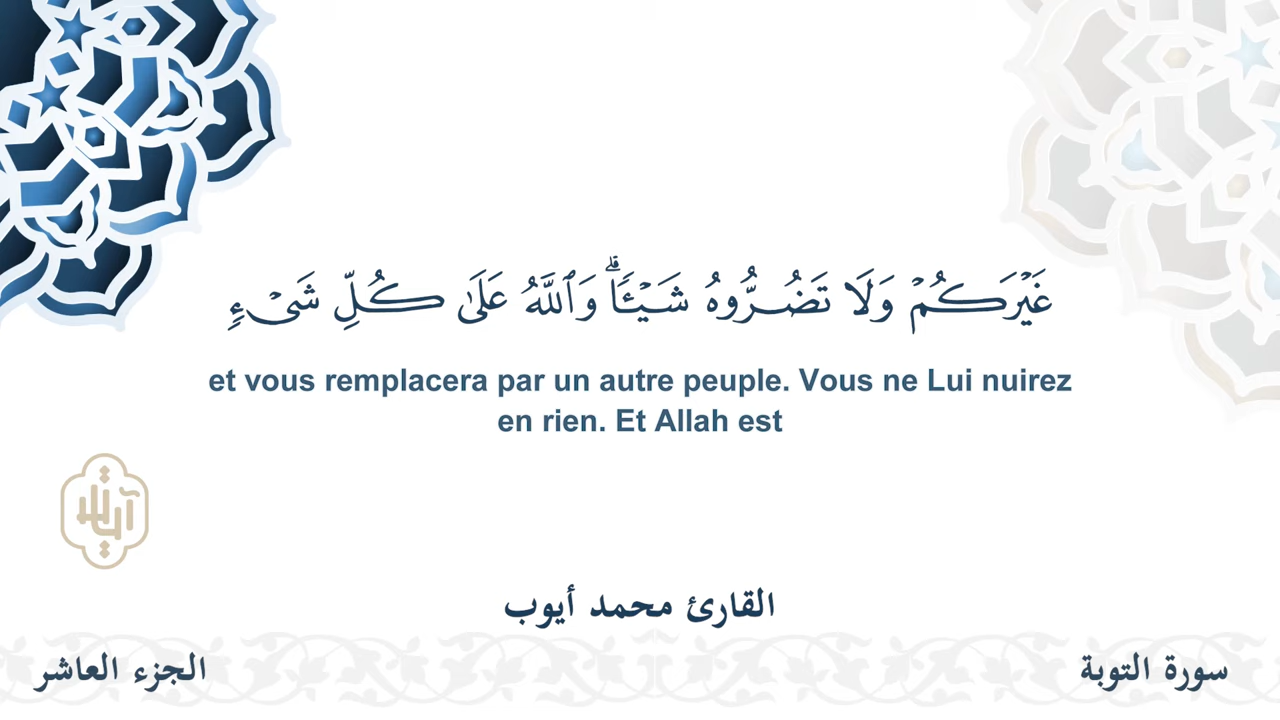 غَيۡرَكُمۡ وَلَا تَضُرُّوهُ شَيۡـٔٗاۗ وَٱللَّهُ عَلَىٰ كُلِّ شَيۡءٖ
et vous remplacera par un autre peuple. Vous ne Lui nuirez
en rien. Et Allah est
القارئ محمد أيوب
سورة التوبة
الجزء العاشر